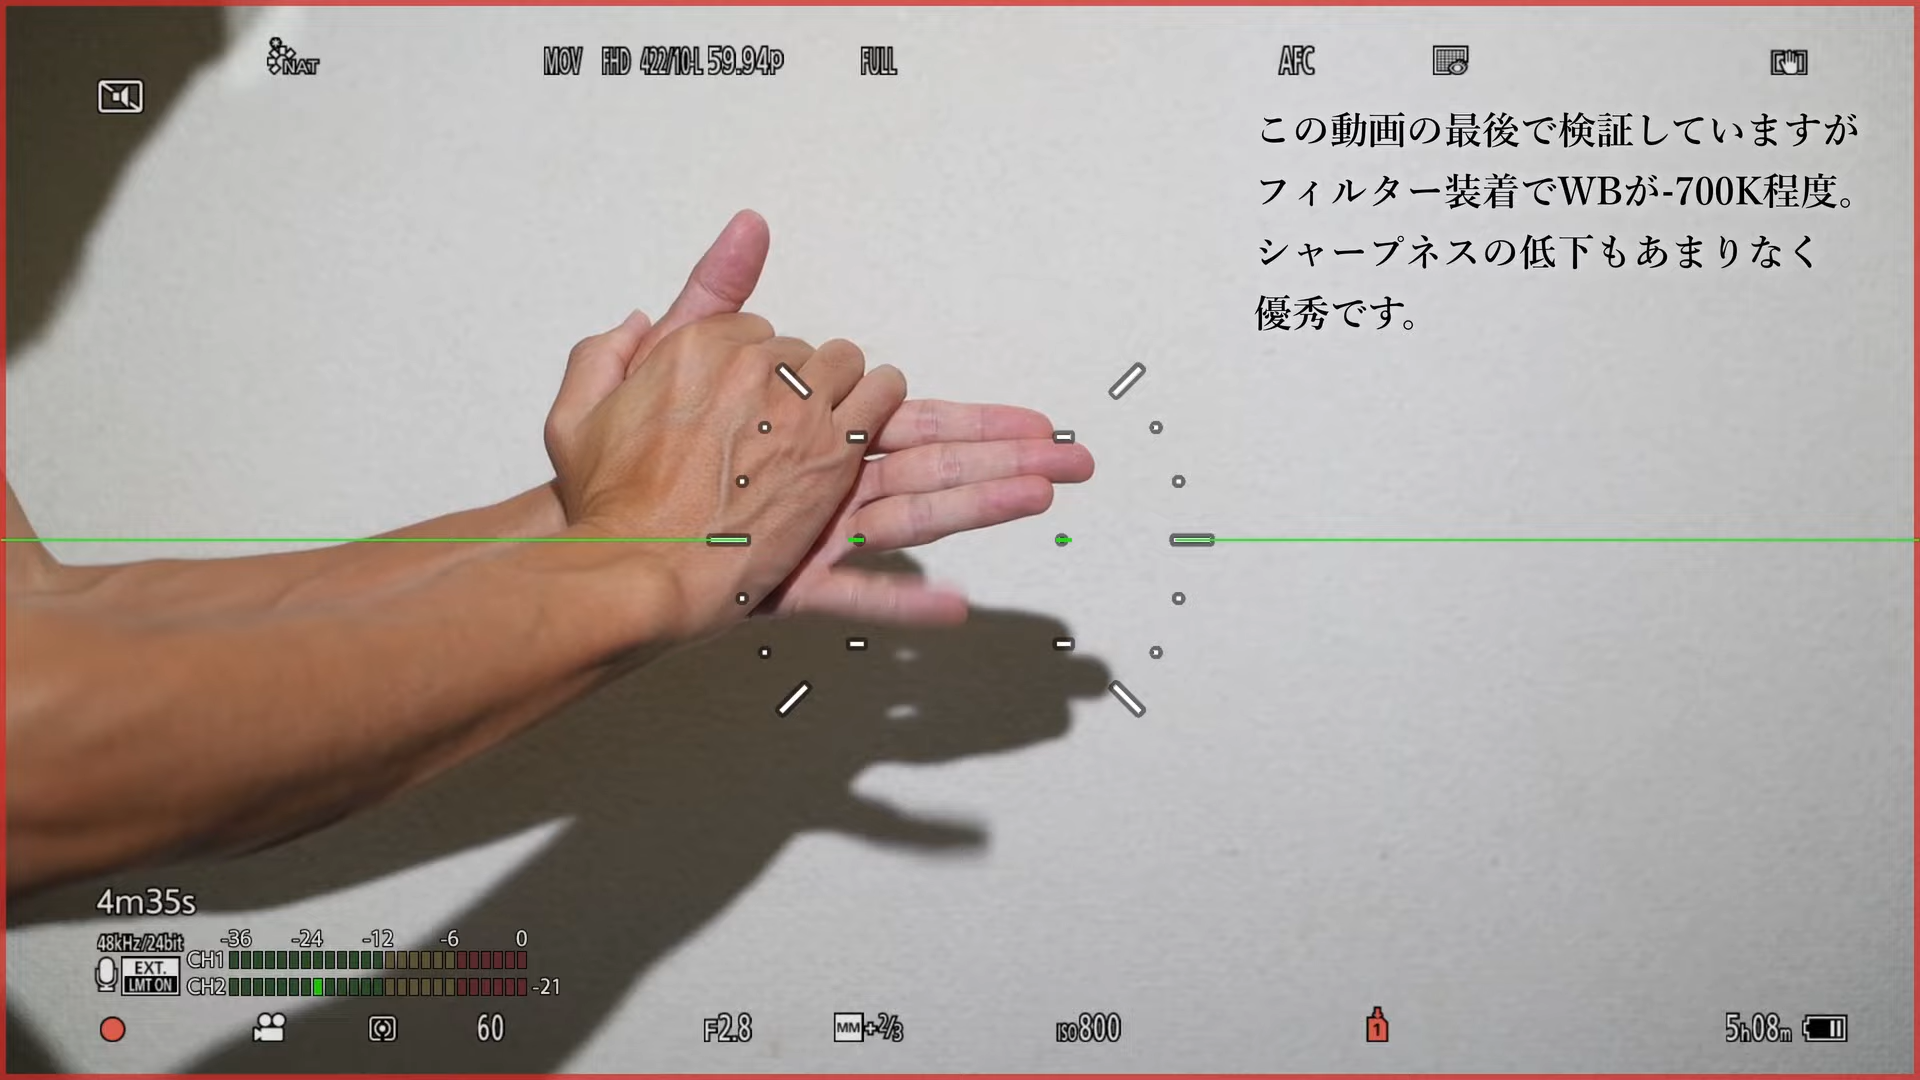 NAT
MOV FHD 422/10-L 59.94p FULL AFC
この動画の最後で検証していますが
フィルター装着でWBが-700K程度。
シャープネスの低下もあまりなく
優秀です。
4m35s
48kHz/24bit -36 -24 -12 -6 0
EXT. CH1
LMT ON CH2 -21
60 F2.8 MM+2/3 ISO800 1 5h08m